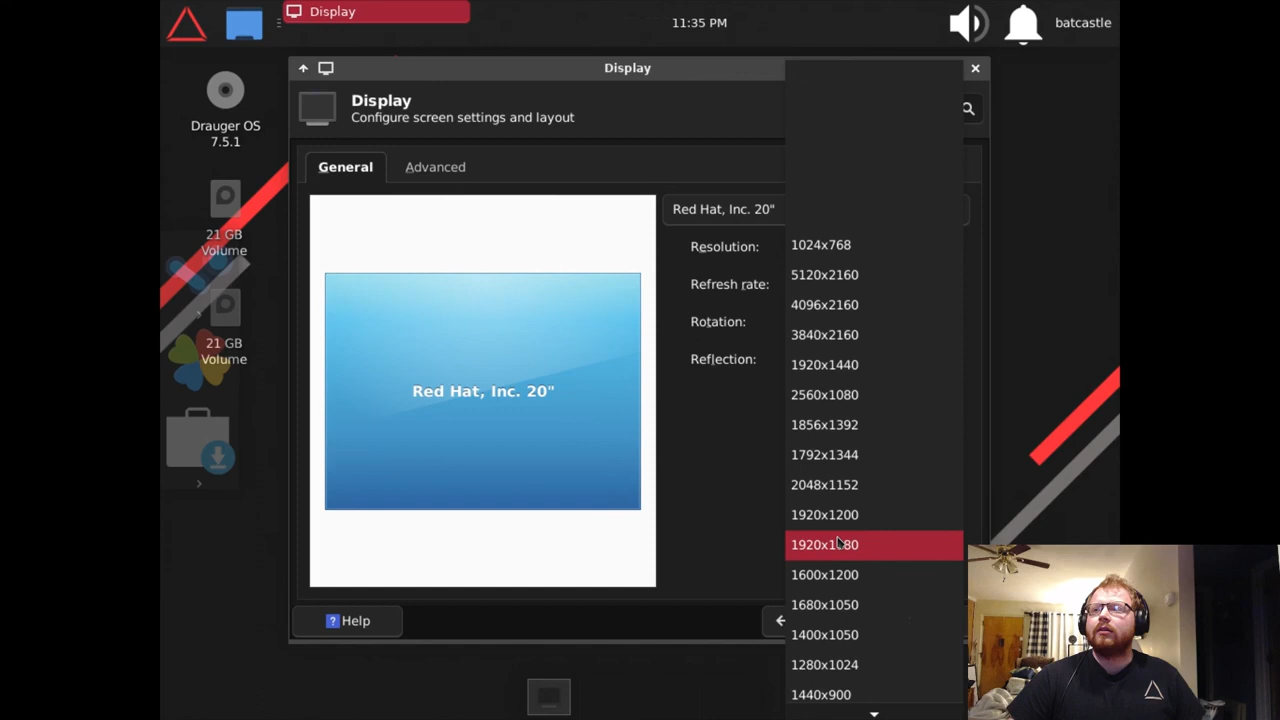 Display
11:35 PM
batcastle
Display
Display
Configure screen settings and layout
General
Advanced
Drauger OS
7.5.1
21 GB
Volume
21 GB
Volume
Red Hat, Inc. 20"
Red Hat, Inc. 20"
Resolution:
Refresh rate:
Rotation:
Reflection:
1024x768
5120x2160
4096x2160
3840x2160
1920x1440
2560x1080
1856x1392
1792x1344
2048x1152
1920x1200
1920x1080
1600x1200
1680x1050
1400x1050
1280x1024
1440x900
? Help